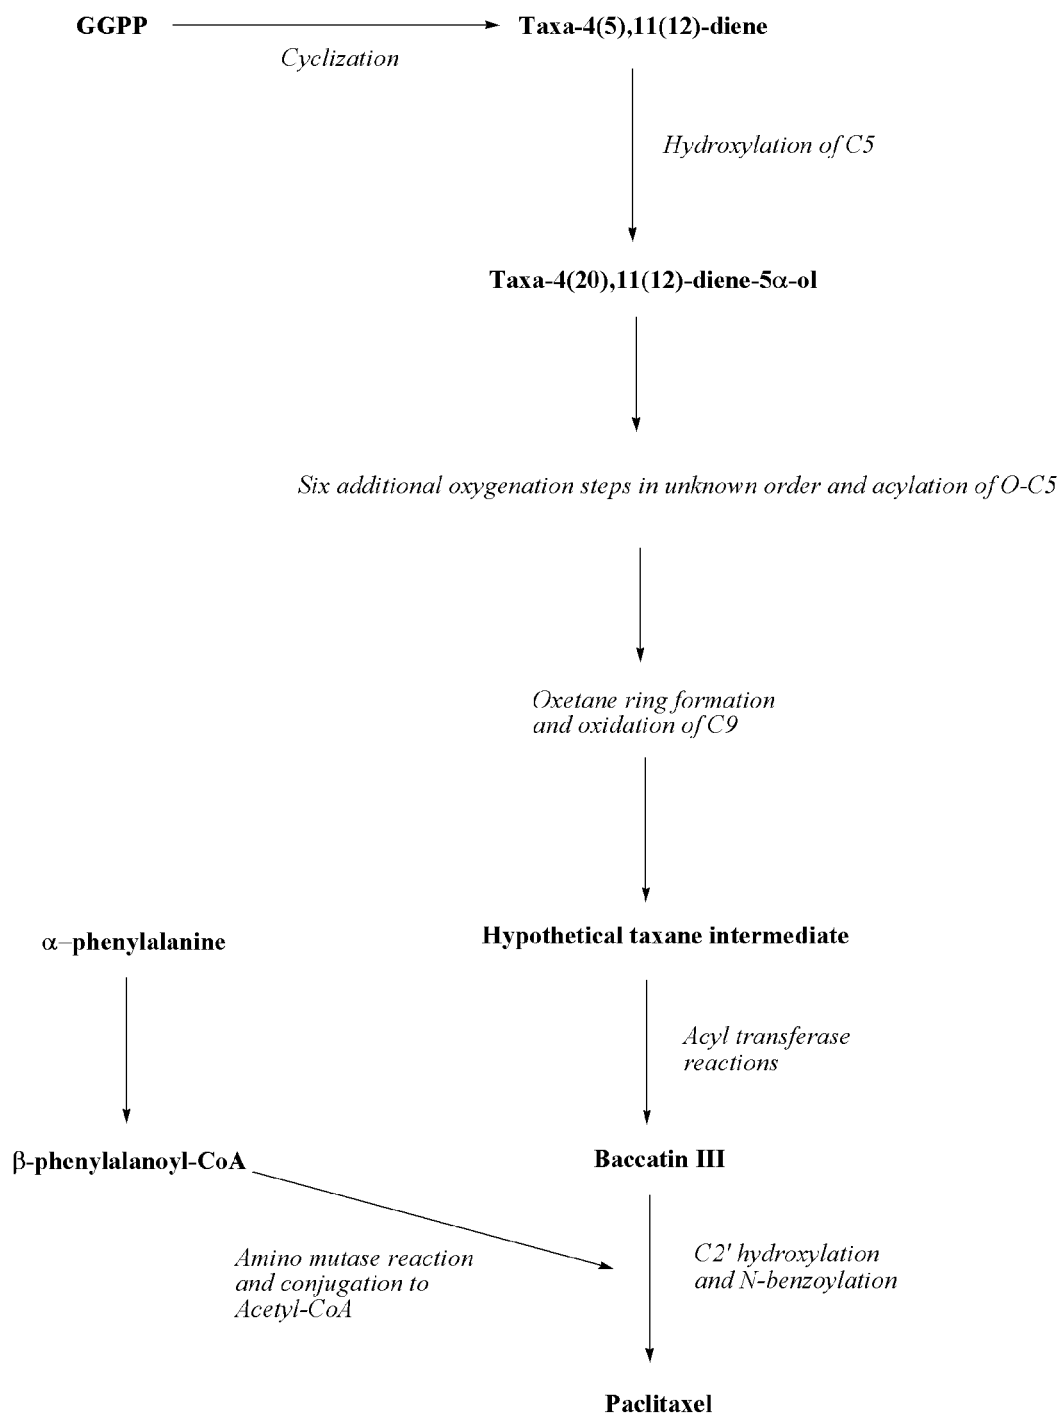 GGPP
Taxa-4(5),11(12)-diene
Cyclization
Hydroxylation of C5
Taxa-4(20),11(12)-diene-5α-ol
Six additional oxygenation steps in unknown order and acylation of O-C5
Oxetane ring formation
and oxidation of C9
α–phenylalanine
Hypothetical taxane intermediate
Acyl transferase
reactions
β-phenylalanoyl-CoA
Baccatin III
Amino mutase reaction
and conjugation to
Acetyl-CoA
C2' hydroxylation
and N-benzoylation
Paclitaxel